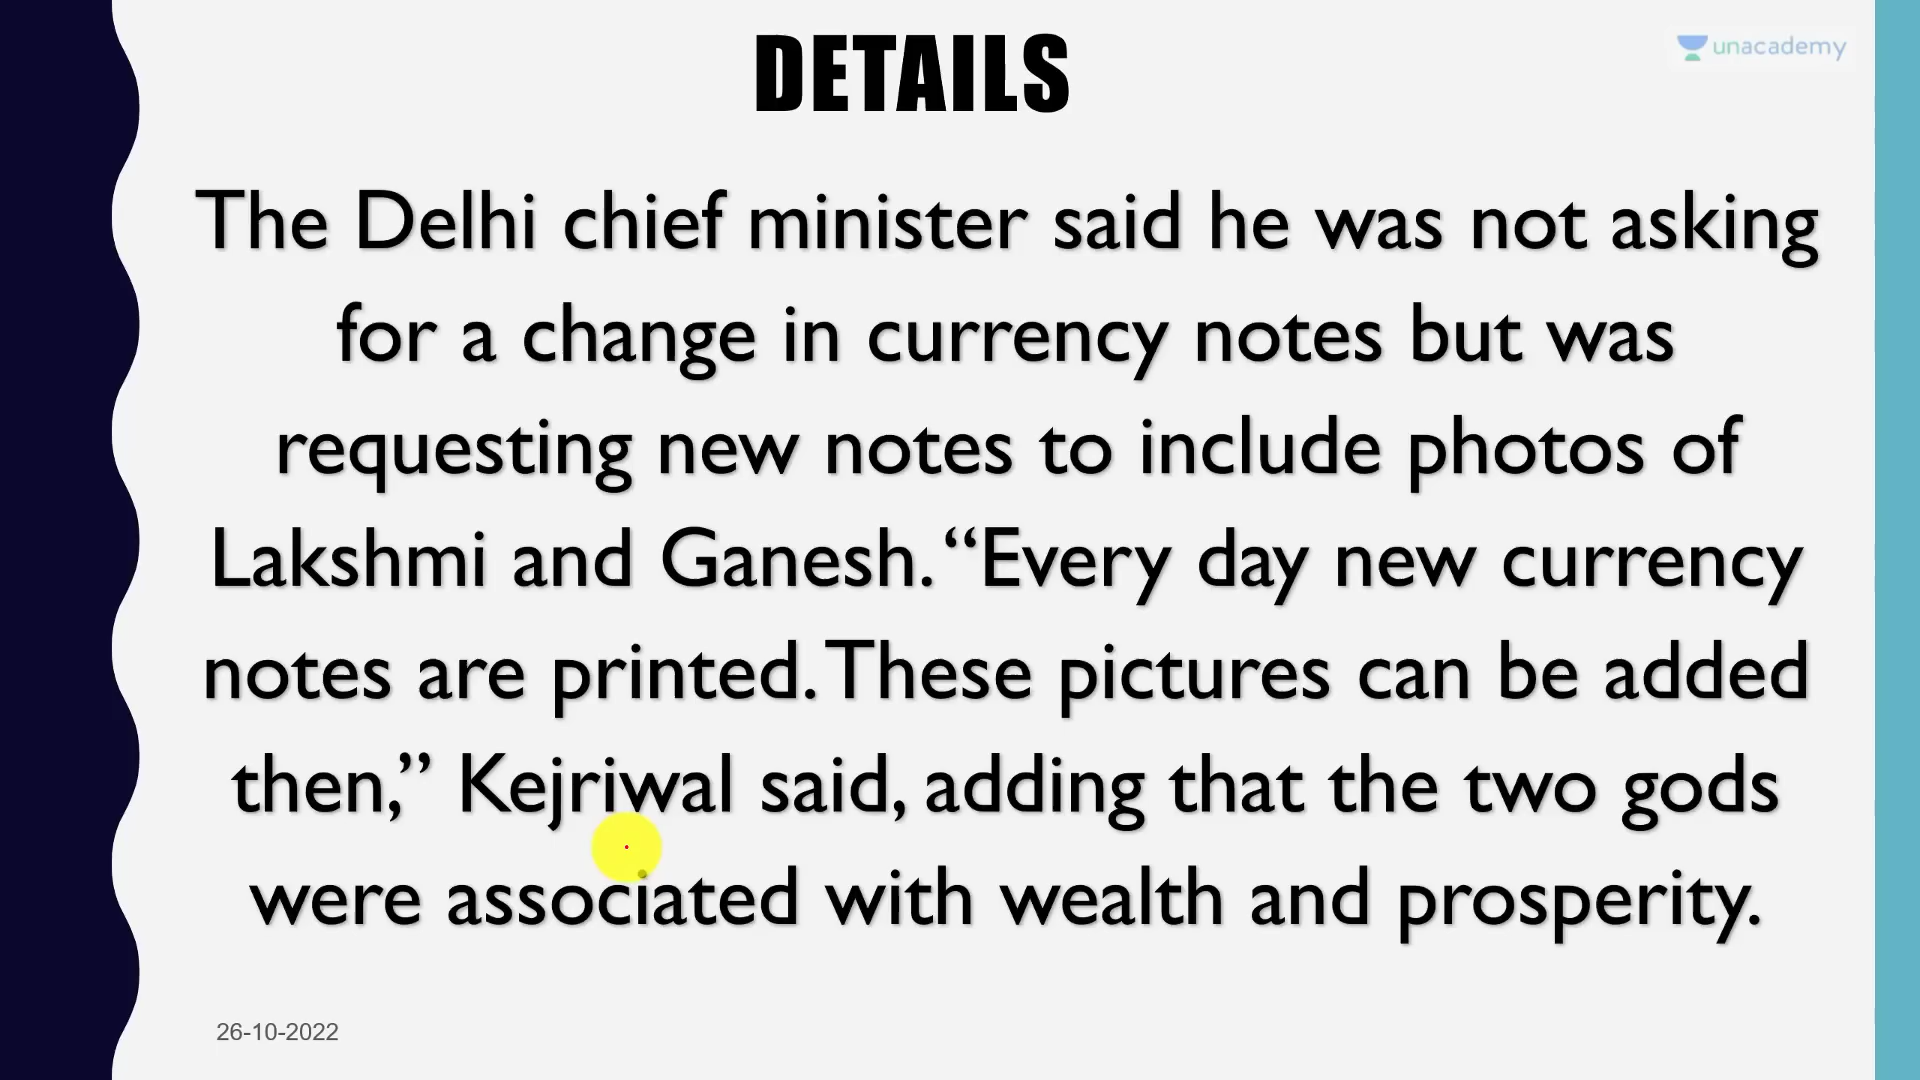 DETAILS
unacademy
The Delhi chief minister said he was not asking
for a change in currency notes but was
requesting new notes to include photos of
Lakshmi and Ganesh. “Every day new currency
notes are printed. These pictures can be added
then,” Kejriwal said, adding that the two gods
were associated with wealth and prosperity.
26-10-2022